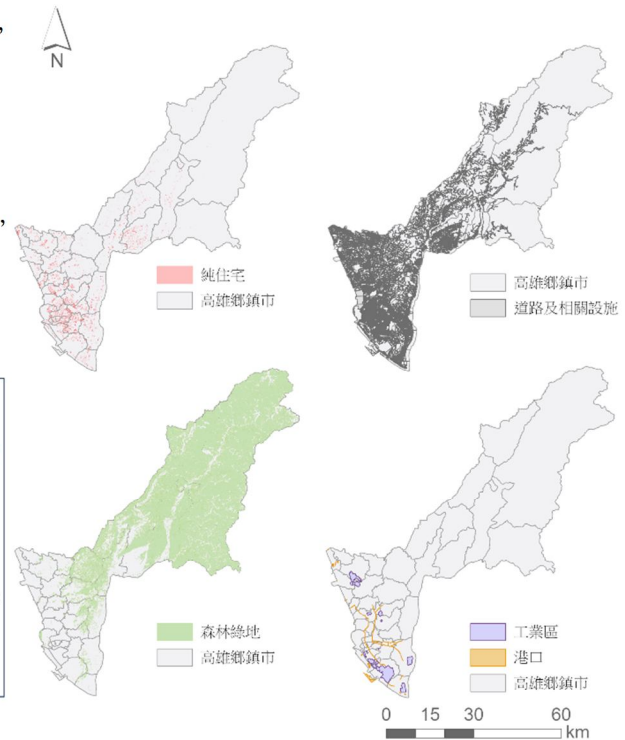 N
純住宅
高雄鄉鎮市
高雄鄉鎮市
道路及相關設施
森林綠地
高雄鄉鎮市
工業區
港口
高雄鄉鎮市
0 15 30 60
km